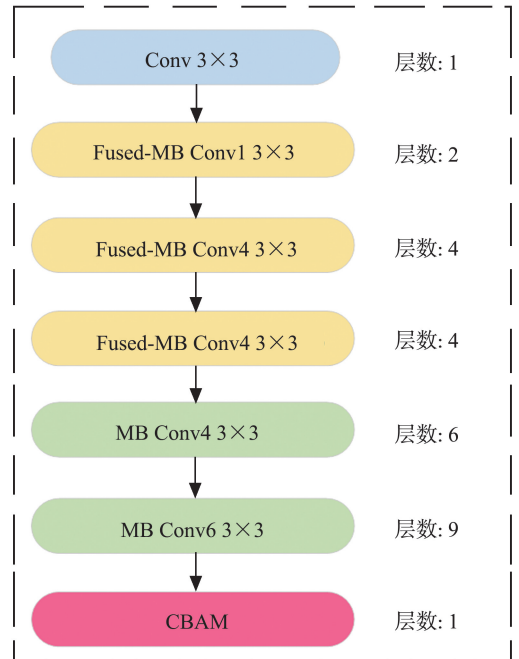 Conv 3×3 层数: 1
Fused-MB Conv1 3×3 层数: 2
Fused-MB Conv4 3×3 层数: 4
Fused-MB Conv4 3×3 层数: 4
MB Conv4 3×3 层数: 6
MB Conv6 3×3 层数: 9
CBAM 层数: 1